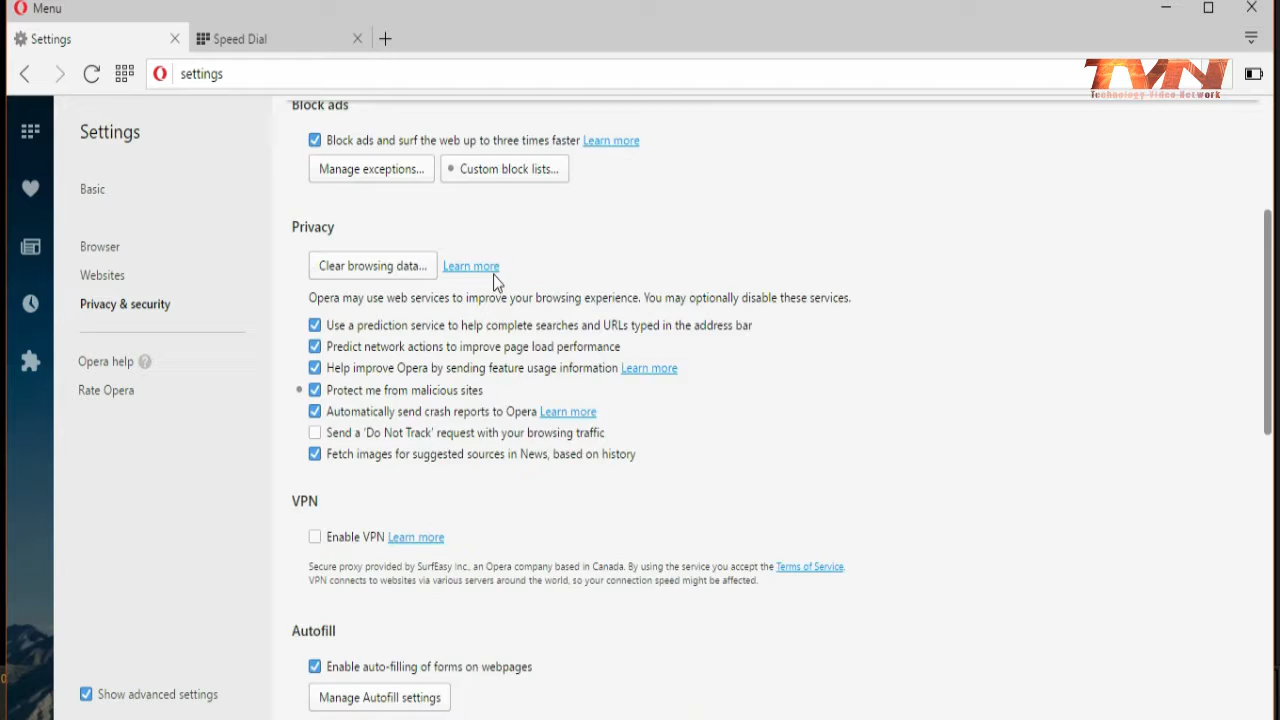 Menu
Settings
Speed Dial
settings
TVN
Technology Video Network
Settings
Basic
Browser
Websites
Privacy & security
Opera help ?
Rate Opera
Show advanced settings
Block ads
Block ads and surf the web up to three times faster Learn more
Manage exceptions...
Custom block lists...
Privacy
Clear browsing data...
Learn more
Opera may use web services to improve your browsing experience. You may optionally disable these services.
Use a prediction service to help complete searches and URLs typed in the address bar
Predict network actions to improve page load performance
Help improve Opera by sending feature usage information Learn more
Protect me from malicious sites
Automatically send crash reports to Opera Learn more
Send a 'Do Not Track' request with your browsing traffic
Fetch images for suggested sources in News, based on history
VPN
Enable VPN Learn more
Secure proxy provided by SurfEasy inc., an Opera company based in Canada. By using the service you accept the Terms of Service.
VPN connects to websites via various servers around the world, so your connection speed might be affected.
Autofill
Enable auto-filling of forms on webpages
Manage Autofill settings